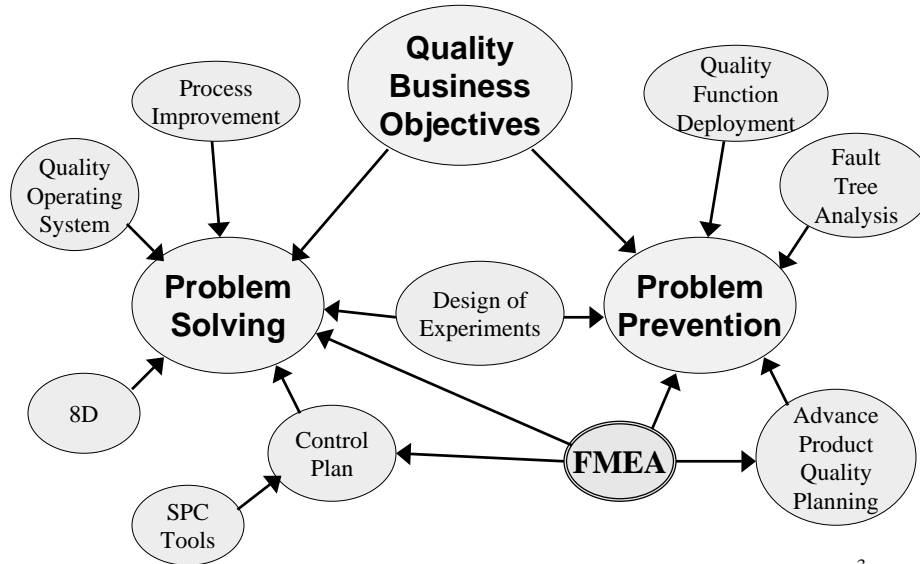 Quality
Business
Objectives
Process
Improvement
Quality
Function
Deployment
Quality
Operating
System
Fault
Tree
Analysis
Problem
Solving
Design of
Experiments
Problem
Prevention
8D
Control
Plan
FMEA
Advance
Product
Quality
Planning
SPC
Tools